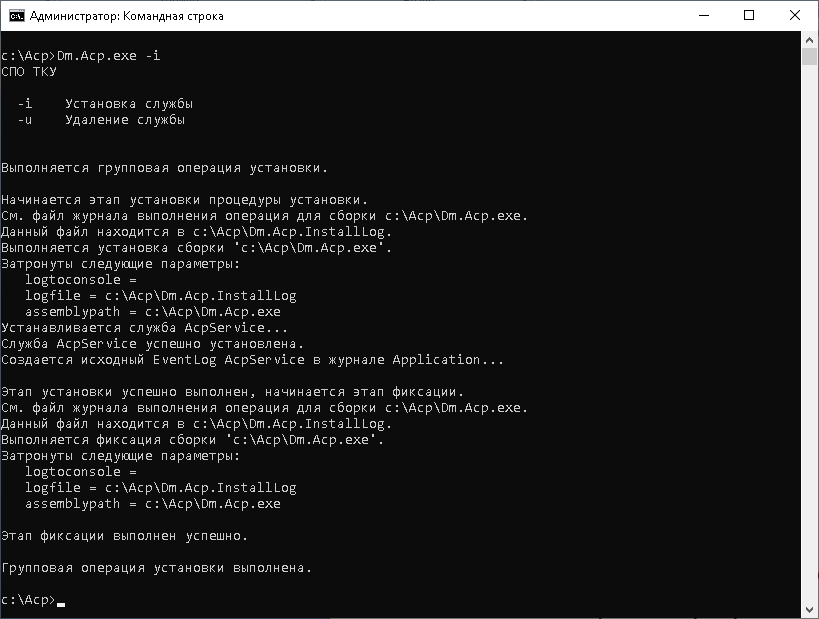 Администратор: Командная строка
c:\Acp>Dm.Acp.exe -i
СПО ТКУ
-i    Установка службы
-u    Удаление службы
Выполняется групповая операция установки.
Начинается этап установки процедуры установки.
См. файл журнала выполнения операция для сборки c:\Acp\Dm.Acp.exe.
Данный файл находится в c:\Acp\Dm.Acp.InstallLog.
Выполняется установка сборки 'c:\Acp\Dm.Acp.exe'.
Затронуты следующие параметры:
logtoconsole =
logfile = c:\Acp\Dm.Acp.InstallLog
assemblypath = c:\Acp\Dm.Acp.exe
Устанавливается служба AcpService...
Служба AcpService успешно установлена.
Создается исходный EventLog AcpService в журнале Application...
Этап установки успешно выполнен, начинается этап фиксации.
См. файл журнала выполнения операция для сборки c:\Acp\Dm.Acp.exe.
Данный файл находится в c:\Acp\Dm.Acp.InstallLog.
Выполняется фиксация сборки 'c:\Acp\Dm.Acp.exe'.
Затронуты следующие параметры:
logtoconsole =
logfile = c:\Acp\Dm.Acp.InstallLog
assemblypath = c:\Acp\Dm.Acp.exe
Этап фиксации выполнен успешно.
Групповая операция установки выполнена.
c:\Acp>